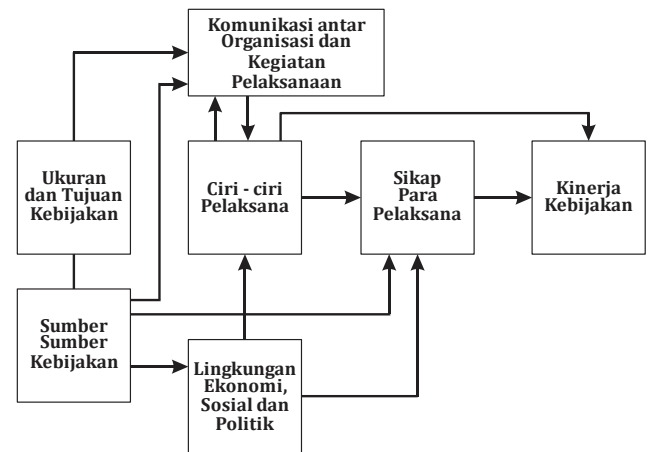 Komunikasi antar
Organisasi dan
Kegiatan
Pelaksanaan
Ukuran
dan Tujuan
Kebijakan
Ciri - ciri
Pelaksana
Sikap
Para
Pelaksana
Kinerja
Kebijakan
Sumber
Sumber
Kebijakan
Lingkungan
Ekonomi,
Sosial dan
Politik